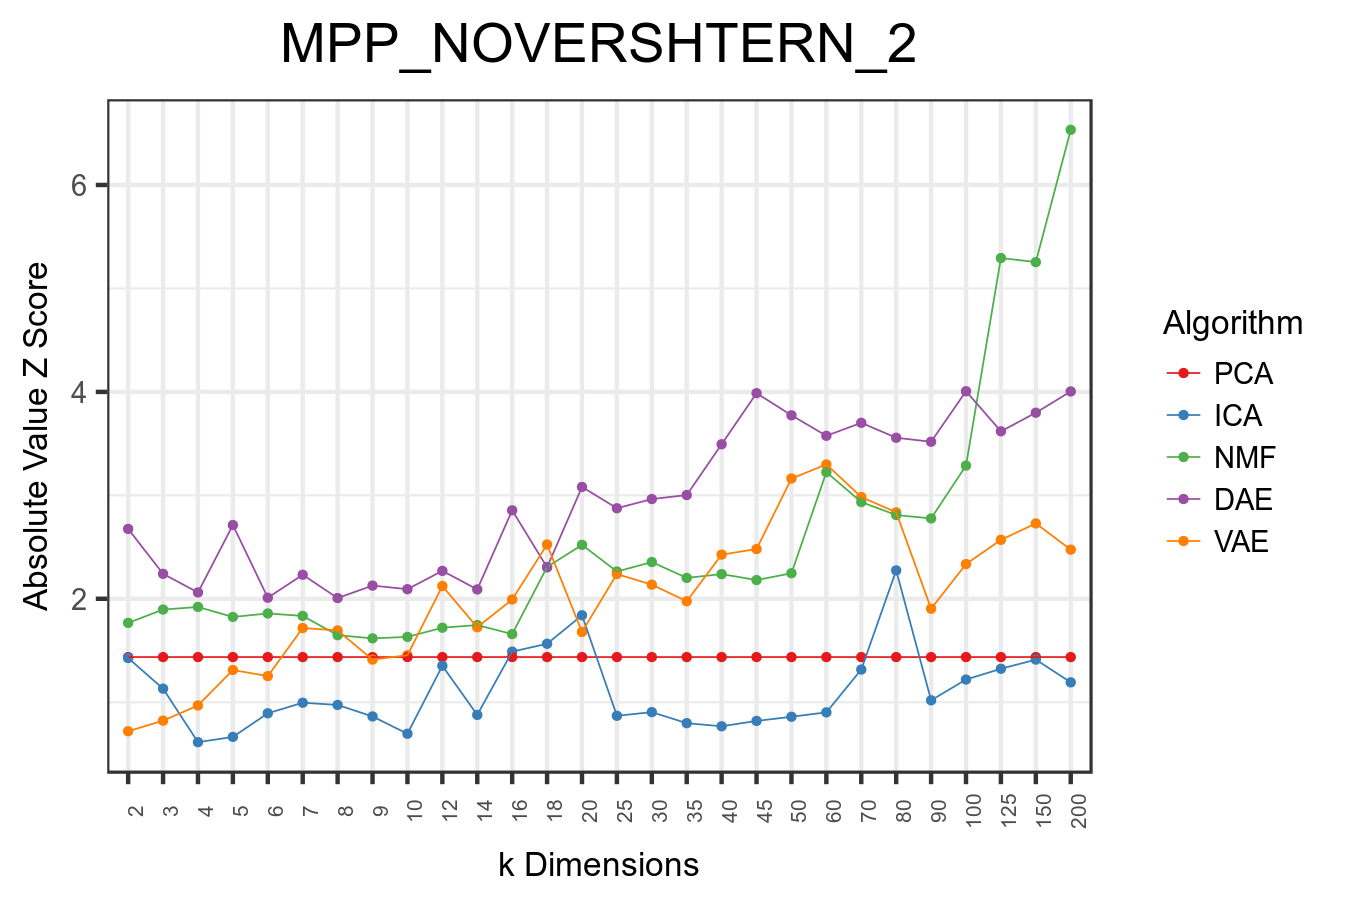 MPP_NOVERSHTERN_2
Absolute Value Z Score
6
4
2
2 3 4 5 6 7 8 9 10 12 14 16 18 20 25 30 35 40 45 50 60 70 80 90 100 125 150 200
k Dimensions
Algorithm
PCA
ICA
NMF
DAE
VAE